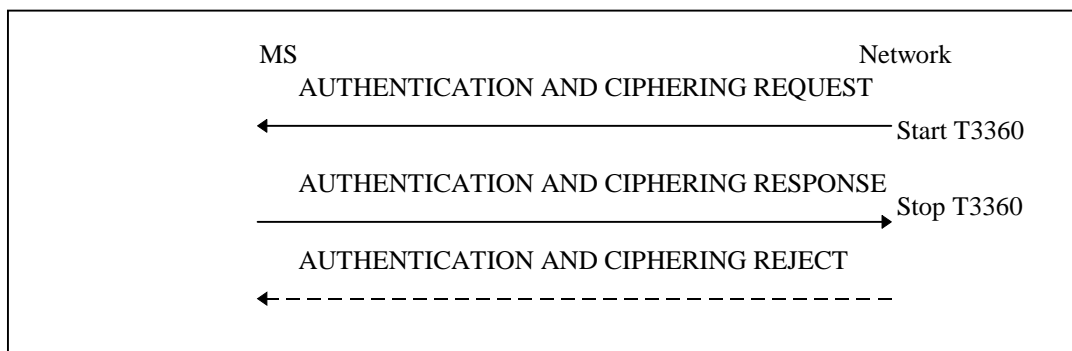 MS Network
AUTHENTICATION AND CIPHERING REQUEST
Start T3360
AUTHENTICATION AND CIPHERING RESPONSE
Stop T3360
AUTHENTICATION AND CIPHERING REJECT